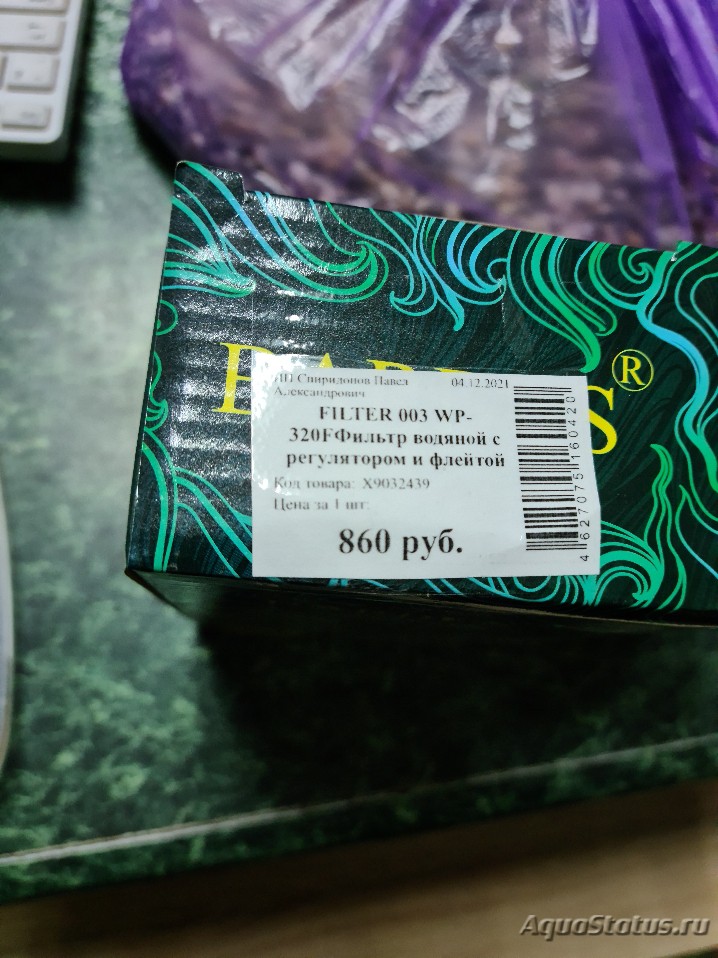 ИП Спиридонов Павел 04.12.2021
Александрович
FILTER 003 WP-
320FФильтр водяной с
регулятором и флейтой
Код товара: X9032439
Цена за 1 шт.
860 руб.
4627075160420
®
AquaStatus.ru